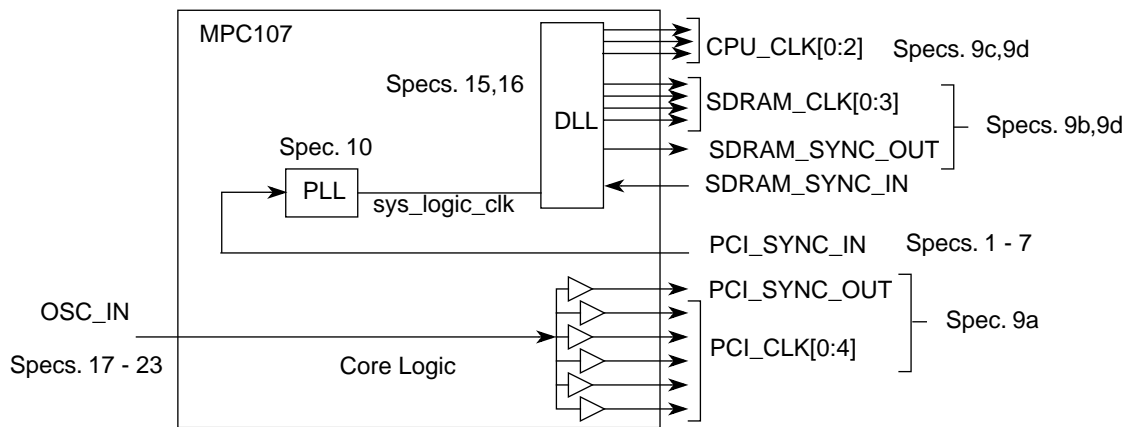 MPC107
CPU_CLK[0:2]
Specs. 9c,9d
Specs. 15,16
SDRAM_CLK[0:3]
DLL
Specs. 9b,9d
Spec. 10
SDRAM_SYNC_OUT
PLL
SDRAM_SYNC_IN
sys_logic_clk
PCI_SYNC_IN
Specs. 1 - 7
PCI_SYNC_OUT
OSC_IN
Spec. 9a
PCI_CLK[0:4]
Specs. 17 - 23
Core Logic